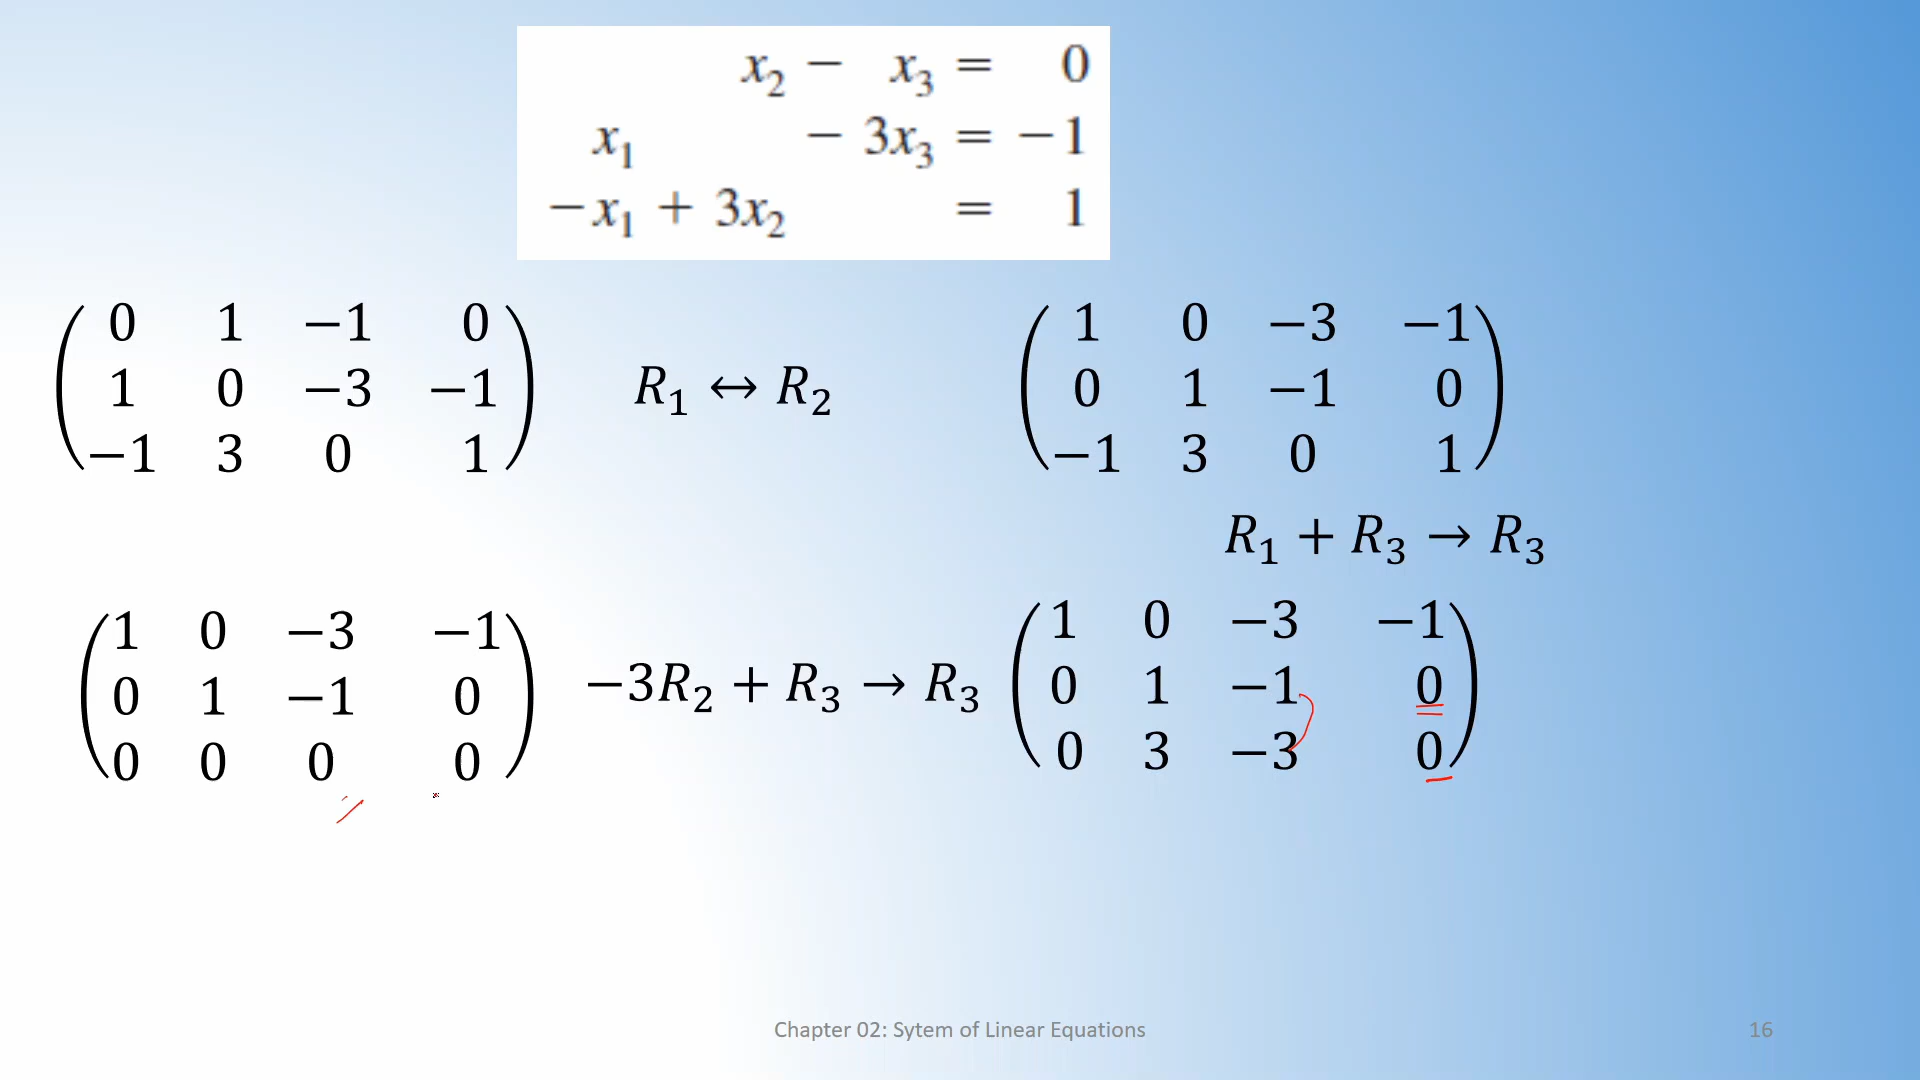 x₂ − x₃ = 0
x₁ − 3x₃ = −1
−x₁ + 3x₂ = 1
0 1 −1 0
1 0 −3 −1
−1 3 0 1
R₁ ↔ R₂
1 0 −3 −1
0 1 −1 0
−1 3 0 1
R₁ + R₃ → R₃
1 0 −3 −1
0 1 −1 0
0 0 0 0
−3R₂ + R₃ → R₃
1 0 −3 −1
0 1 −1 0
0 3 −3 0
Chapter 02: Sytem of Linear Equations
16